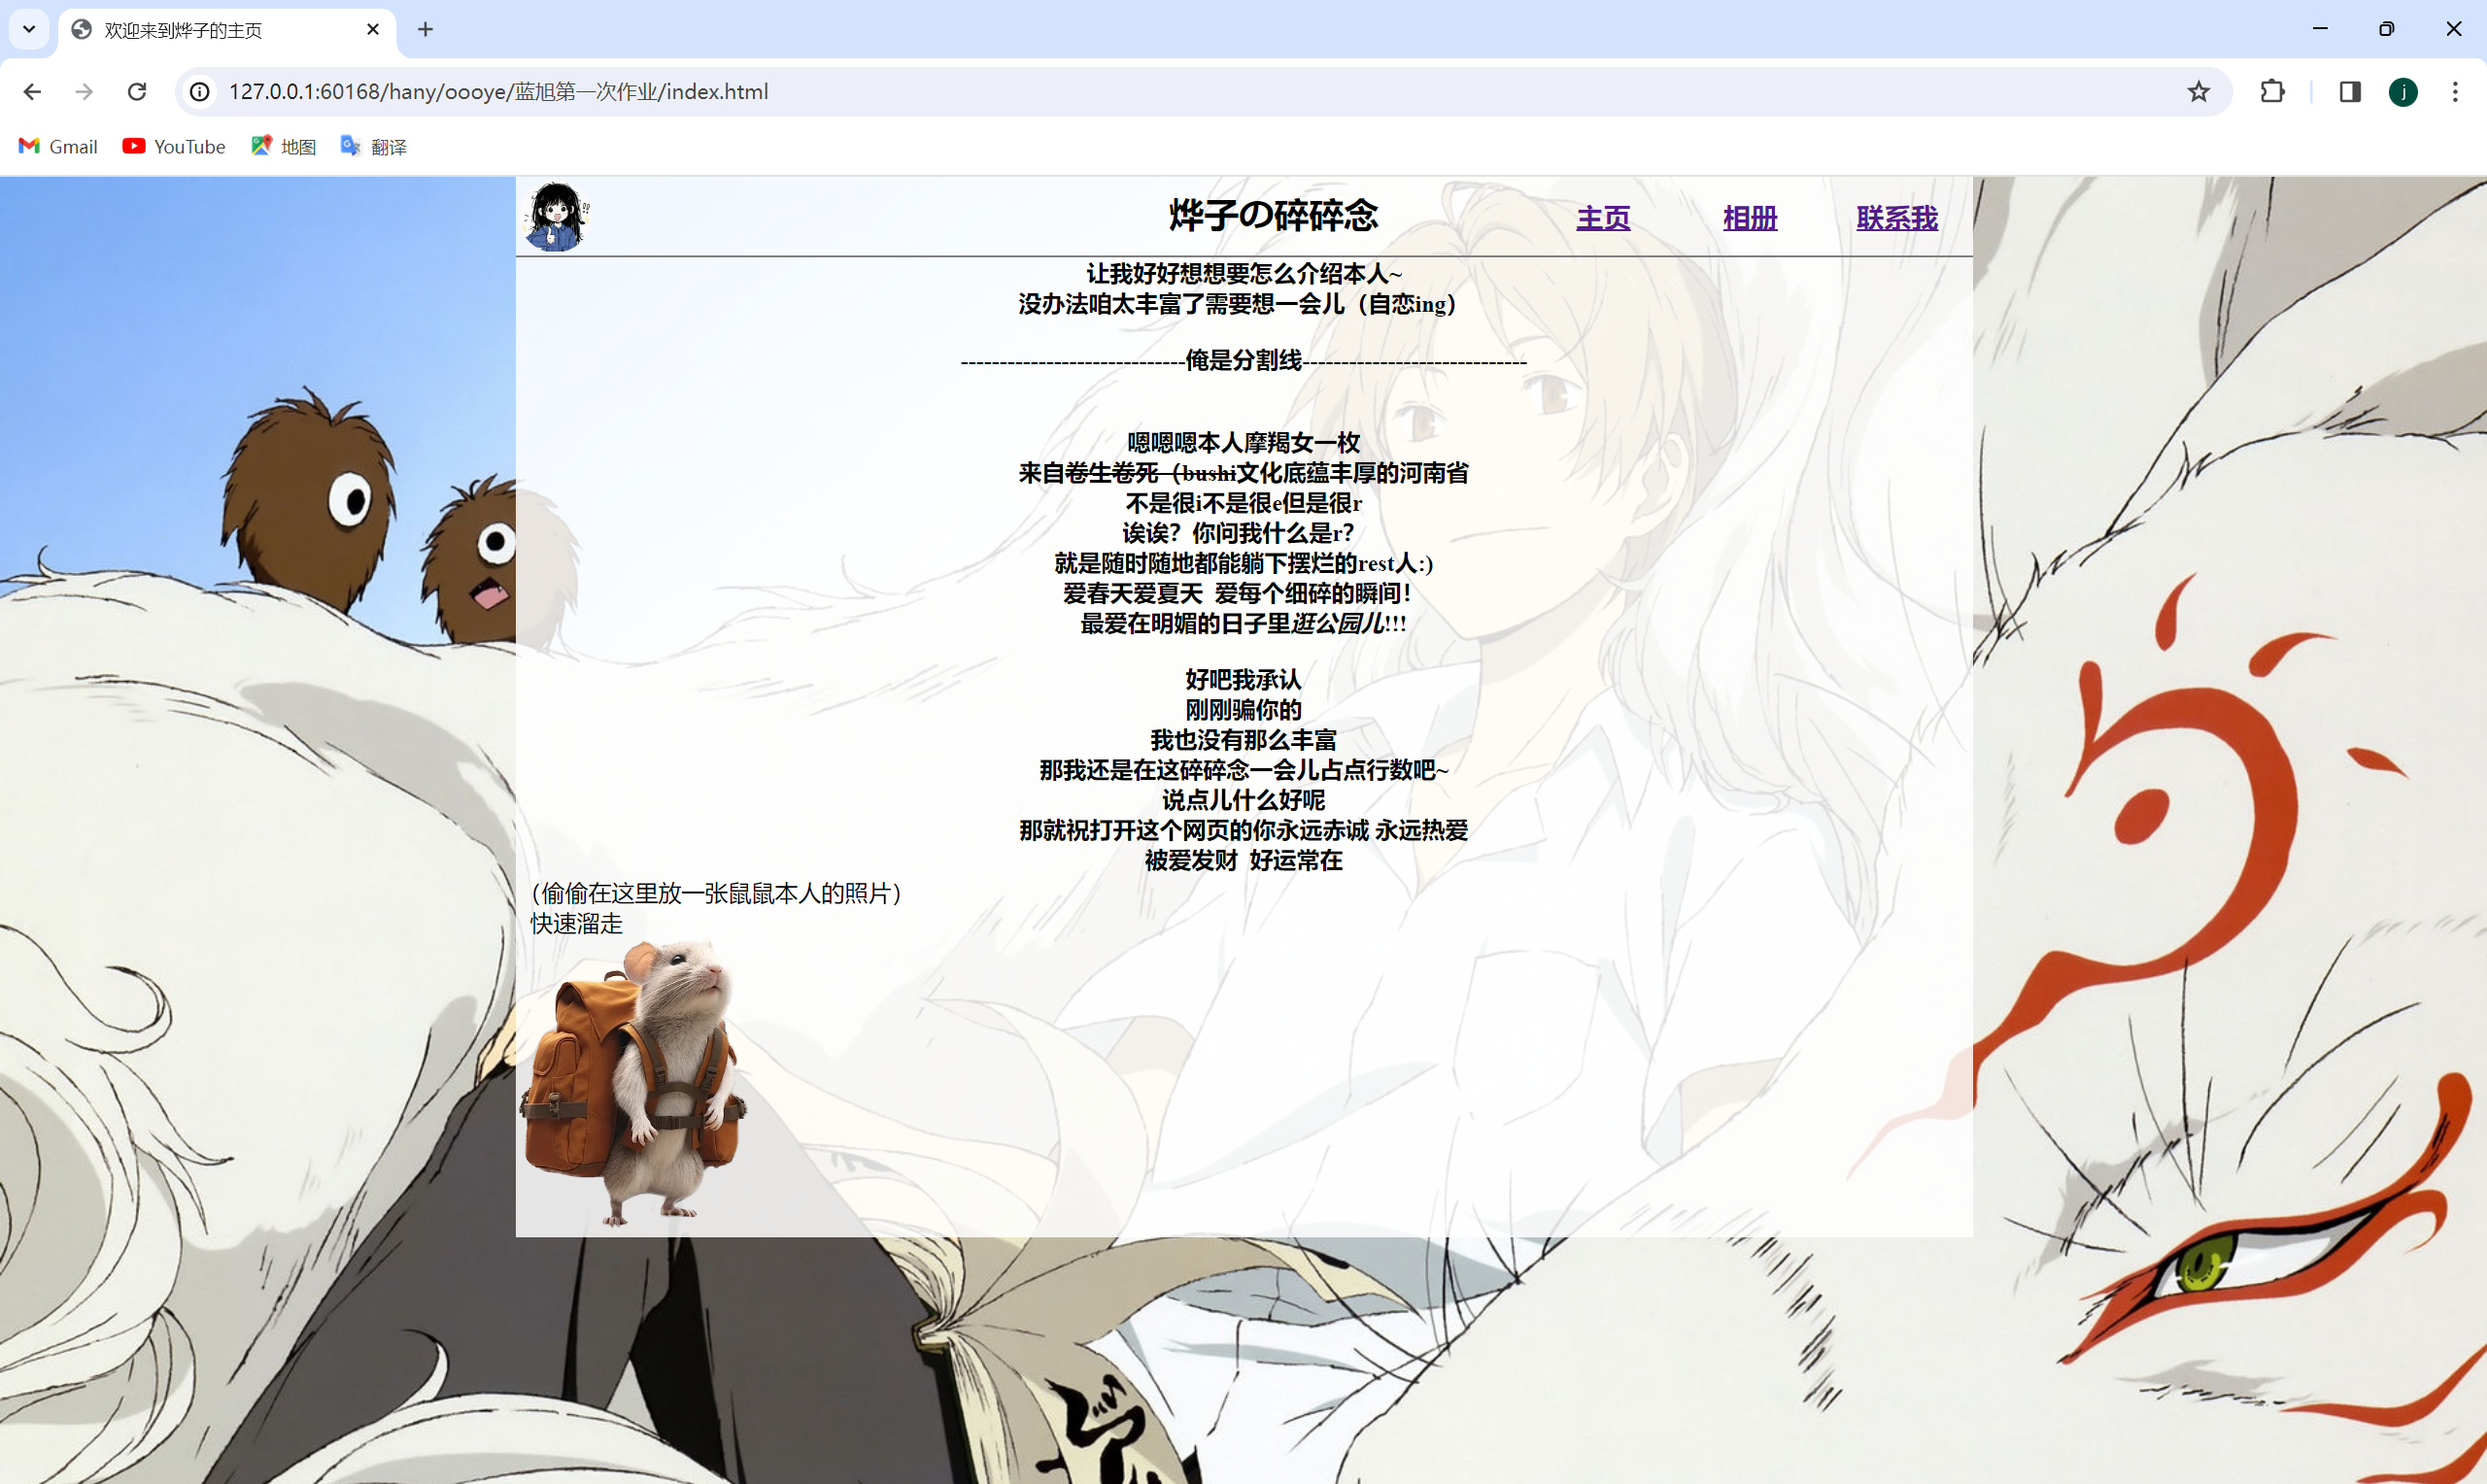 欢迎来到烨子的主页
127.0.0.1:60168/hany/oooye/蓝旭第一次作业/index.html
j
Gmail YouTube 地图 翻译
烨子の碎碎念 主页 相册 联系我
让我好好想想要怎么介绍本人~
没办法咱太丰富了需要想一会儿（自恋ing）
-----------------------------俺是分割线-----------------------------
嗯嗯嗯本人摩羯女一枚
来自卷生卷死（bushi文化底蕴丰厚的河南省
不是很i不是很e但是很r
诶诶？你问我什么是r？
就是随时随地都能躺下摆烂的rest人:)
爱春天爱夏天 爱每个细碎的瞬间！
最爱在明媚的日子里逛公园儿!!!
好吧我承认
刚刚骗你的
我也没有那么丰富
那我还是在这碎碎念一会儿占点行数吧~
说点儿什么好呢
那就祝打开这个网页的你永远赤诚 永远热爱
被爱发财 好运常在
（偷偷在这里放一张鼠鼠本人的照片）
快速溜走